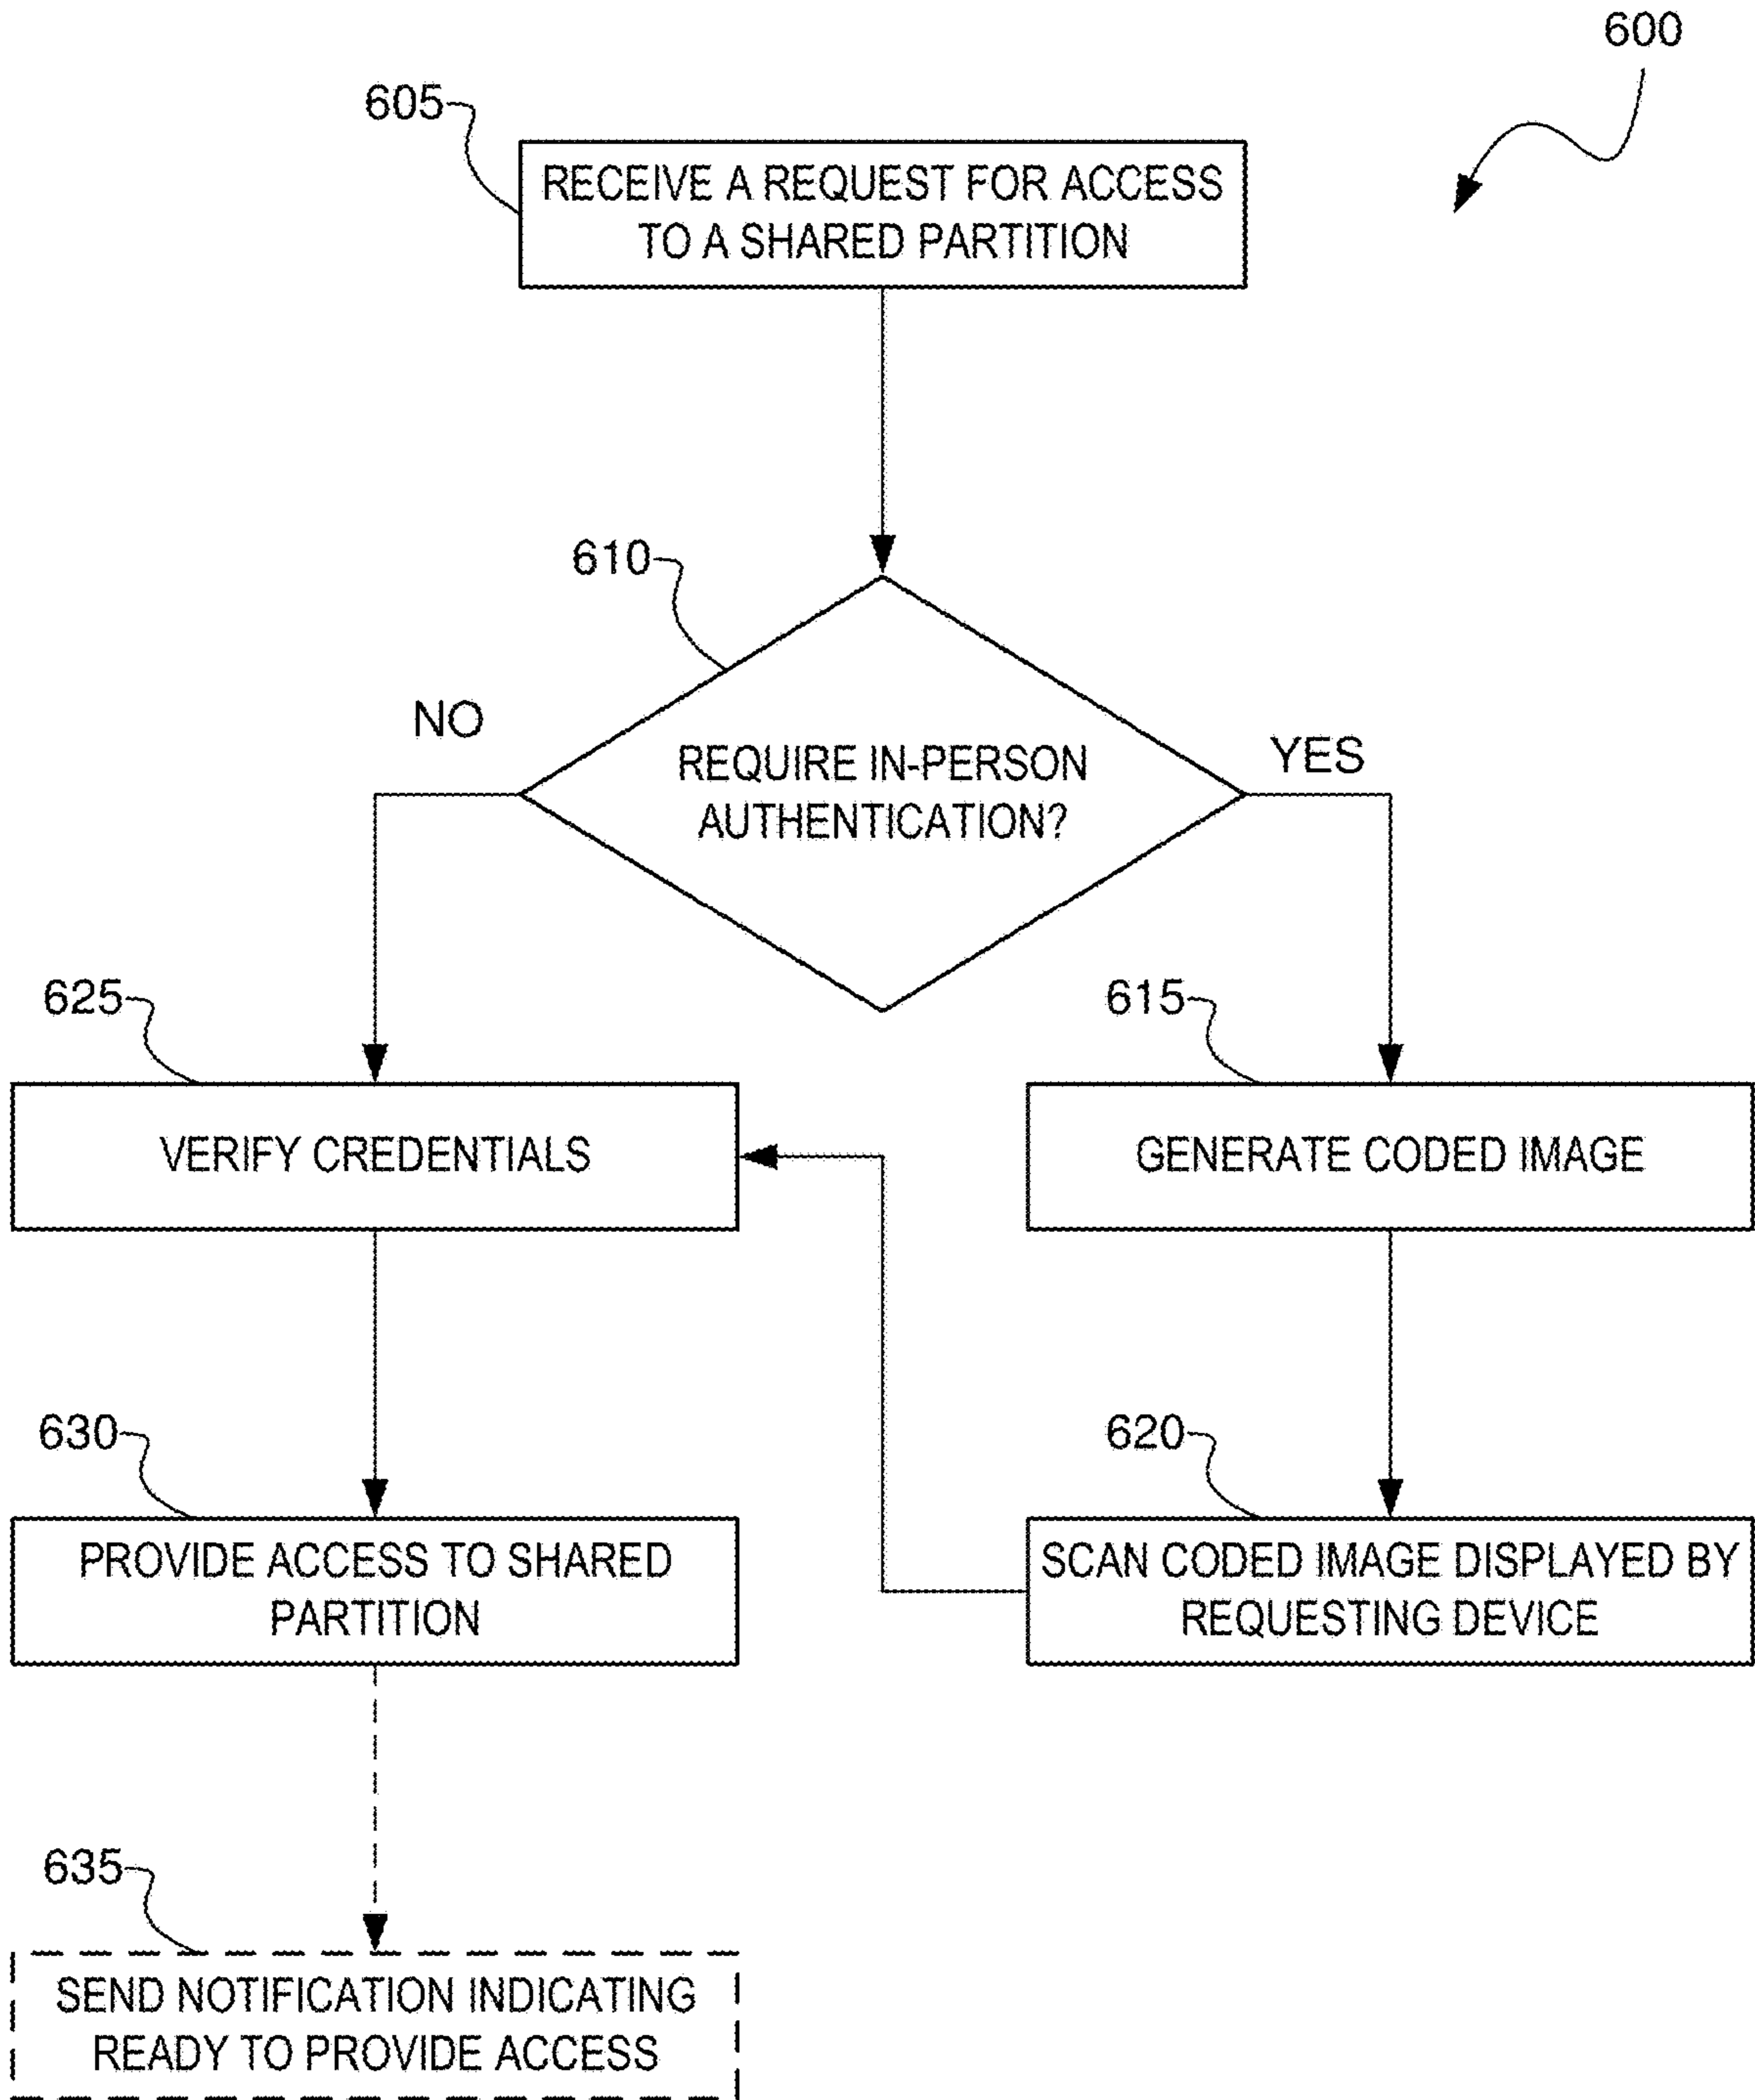 600
605
RECEIVE A REQUEST FOR ACCESS
TO A SHARED PARTITION
610
NO
REQUIRE IN-PERSON
AUTHENTICATION?
YES
625
615
VERIFY CREDENTIALS
GENERATE CODED IMAGE
630
620
PROVIDE ACCESS TO SHARED
PARTITION
SCAN CODED IMAGE DISPLAYED BY
REQUESTING DEVICE
635
SEND NOTIFICATION INDICATING
READY TO PROVIDE ACCESS